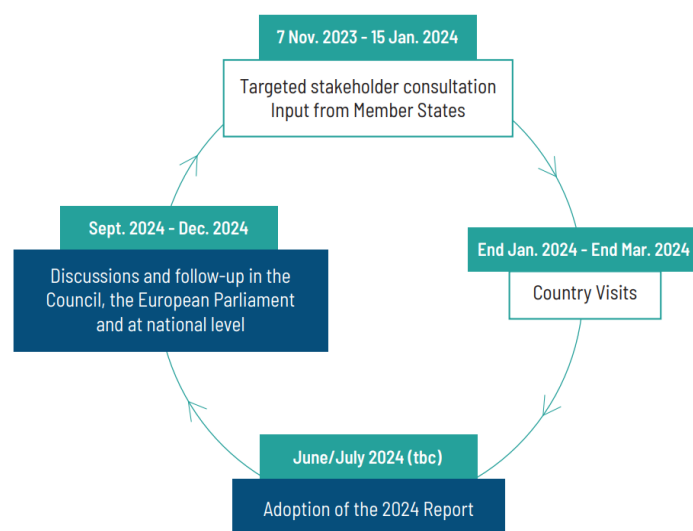 7 Nov. 2023 - 15 Jan. 2024
Targeted stakeholder consultation
Input from Member States
End Jan. 2024 - End Mar. 2024
Country Visits
June/July 2024 (tbc)
Adoption of the 2024 Report
Sept. 2024 - Dec. 2024
Discussions and follow-up in the
Council, the European Parliament
and at national level